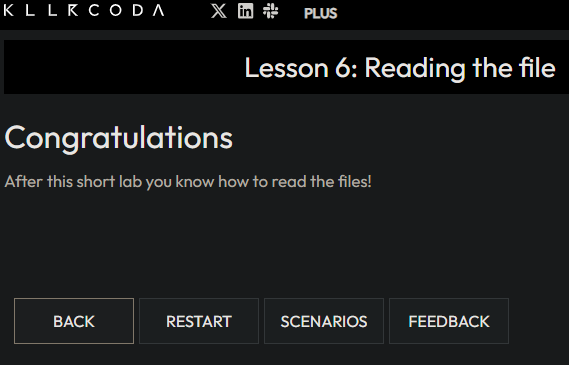 KILLERCODA PLUS
Lesson 6: Reading the file
Congratulations
After this short lab you know how to read the files!
BACK RESTART SCENARIOS FEEDBACK